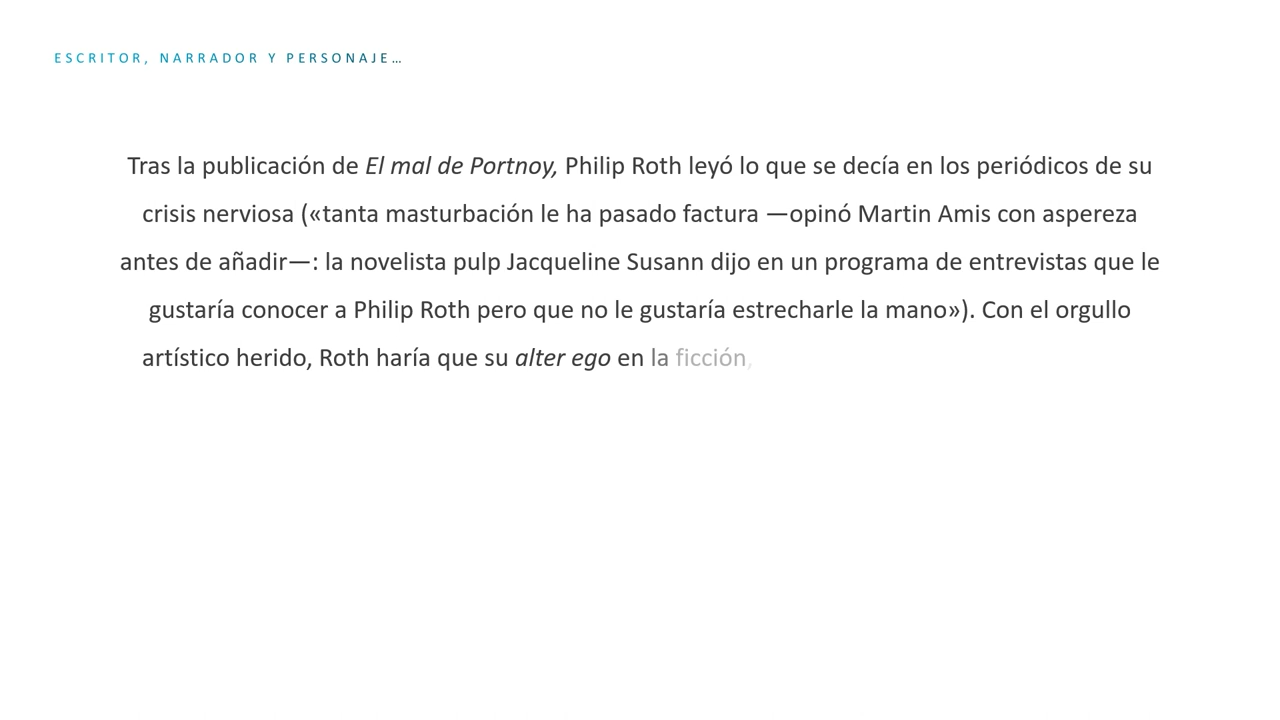 ESCRITOR, NARRADOR Y PERSONAJE…
Tras la publicación de El mal de Portnoy, Philip Roth leyó lo que se decía en los periódicos de su
crisis nerviosa («tanta masturbación le ha pasado factura —opinó Martin Amis con aspereza
antes de añadir—: la novelista pulp Jacqueline Susann dijo en un programa de entrevistas que le
gustaría conocer a Philip Roth pero que no le gustaría estrecharle la mano»). Con el orgullo
artístico herido, Roth haría que su alter ego en la ficción,